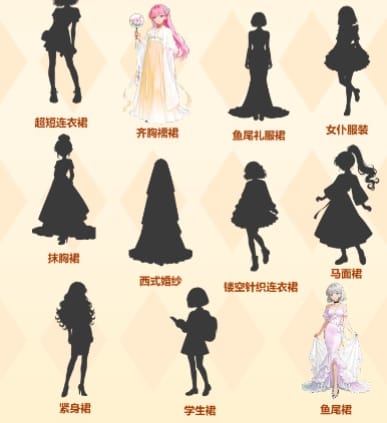 超短连衣裙
齐胸襦裙
鱼尾礼服裙
女仆服装
抹胸裙
西式婚纱
镂空针织连衣裙
马面裙
紧身裙
学生裙
鱼尾裙